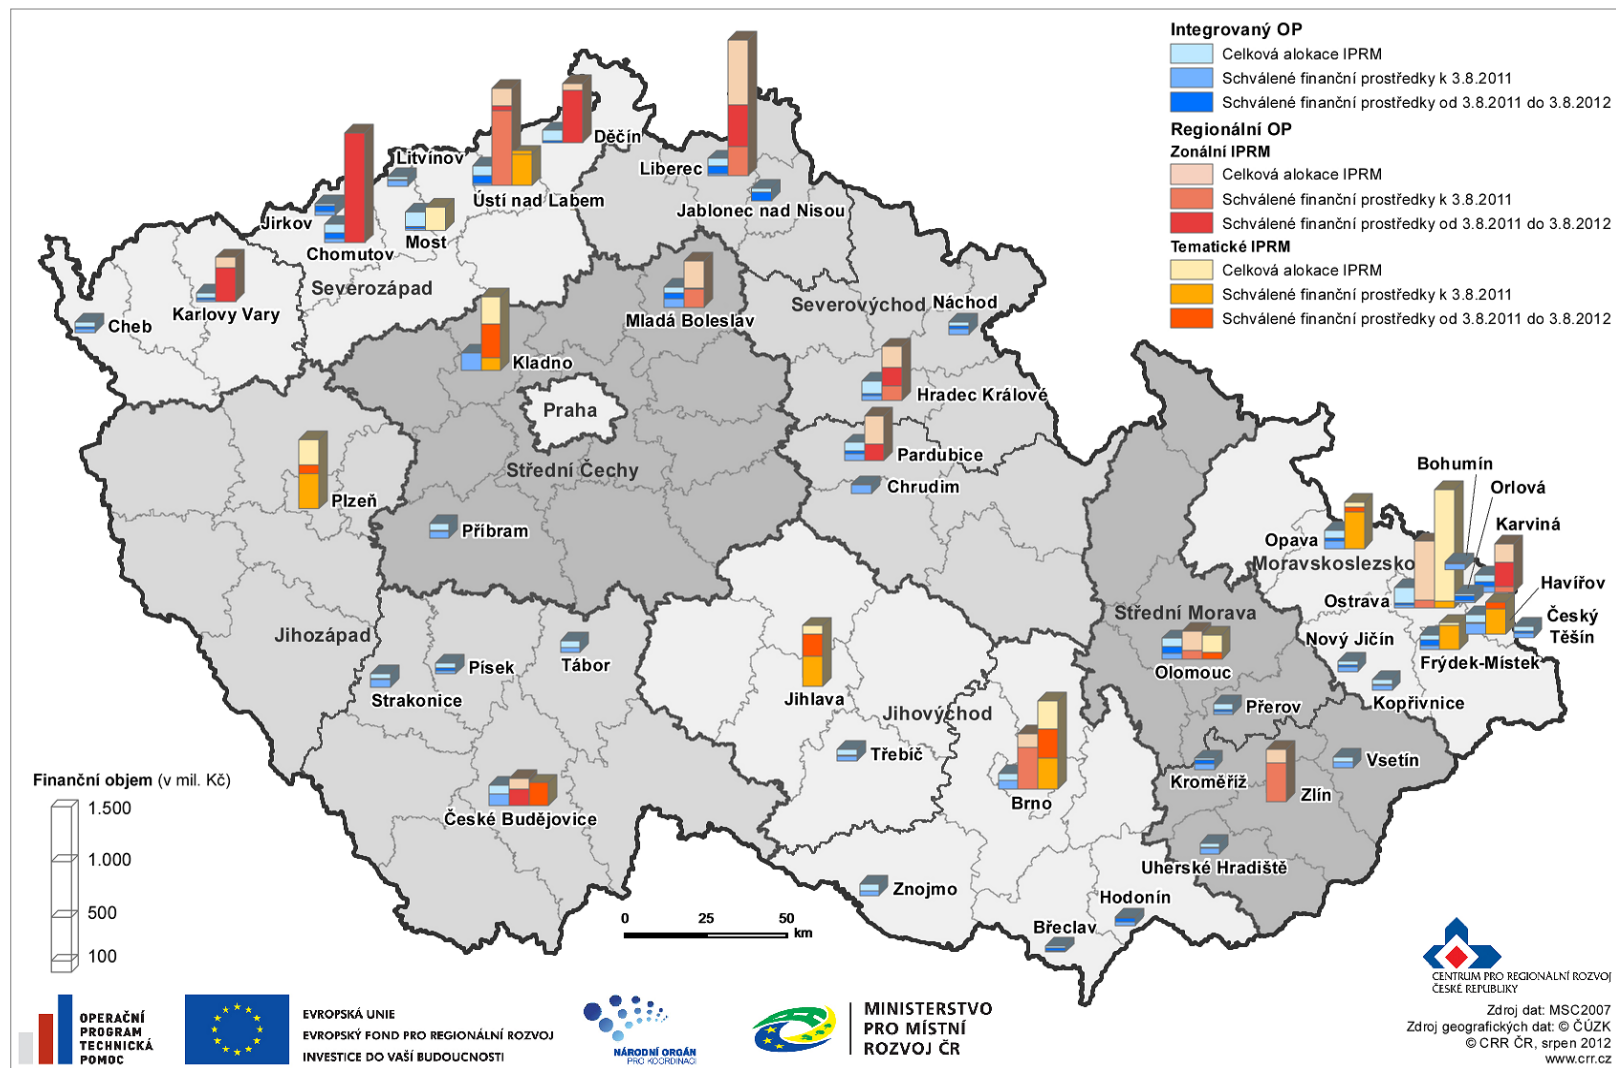 Integrovaný OP
Celková alokace IPRM
Schválené finanční prostředky k 3.8.2011
Schválené finanční prostředky od 3.8.2011 do 3.8.2012
Regionální OP
Zonální IPRM
Celková alokace IPRM
Schválené finanční prostředky k 3.8.2011
Schválené finanční prostředky od 3.8.2011 do 3.8.2012
Tematické IPRM
Celková alokace IPRM
Schválené finanční prostředky k 3.8.2011
Schválené finanční prostředky od 3.8.2011 do 3.8.2012
Děčín
Litvínov
Liberec
Ústí nad Labem
Jablonec nad Nisou
Jirkov
Most
Chomutov
Severozápad
Karlovy Vary
Cheb
Mladá Boleslav
Severovýchod
Náchod
Kladno
Hradec Králové
Praha
Pardubice
Střední Čechy
Chrudim
Plzeň
Příbram
Bohumín
Orlová
Karviná
Opava
Moravskoslezsko
Havířov
Ostrava
Český
Těšín
Střední Morava
Nový Jičín
Frýdek-Místek
Olomouc
Kopřivnice
Přerov
Jihozápad
Písek
Tábor
Strakonice
Jihlava
Jihovýchod
Třebíč
Vsetín
Kroměříž
Zlín
Brno
České Budějovice
Uherské Hradiště
Znojmo
Hodonín
Břeclav
Finanční objem (v mil. Kč)
1.500
1.000
500
100
0 25 50
km
OPERAČNÍ
PROGRAM
TECHNICKÁ
POMOC
EVROPSKÁ UNIE
EVROPSKÝ FOND PRO REGIONÁLNÍ ROZVOJ
INVESTICE DO VAŠÍ BUDOUCNOSTI
NÁRODNÍ ORGÁN
PRO KOORDINACI
MINISTERSTVO
PRO MÍSTNÍ
ROZVOJ ČR
CENTRUM PRO REGIONÁLNÍ ROZVOJ
ČESKÉ REPUBLIKY
Zdroj dat: MSC2007
Zdroj geografických dat: © ČÚZK
© CRR ČR, srpen 2012
www.crr.cz